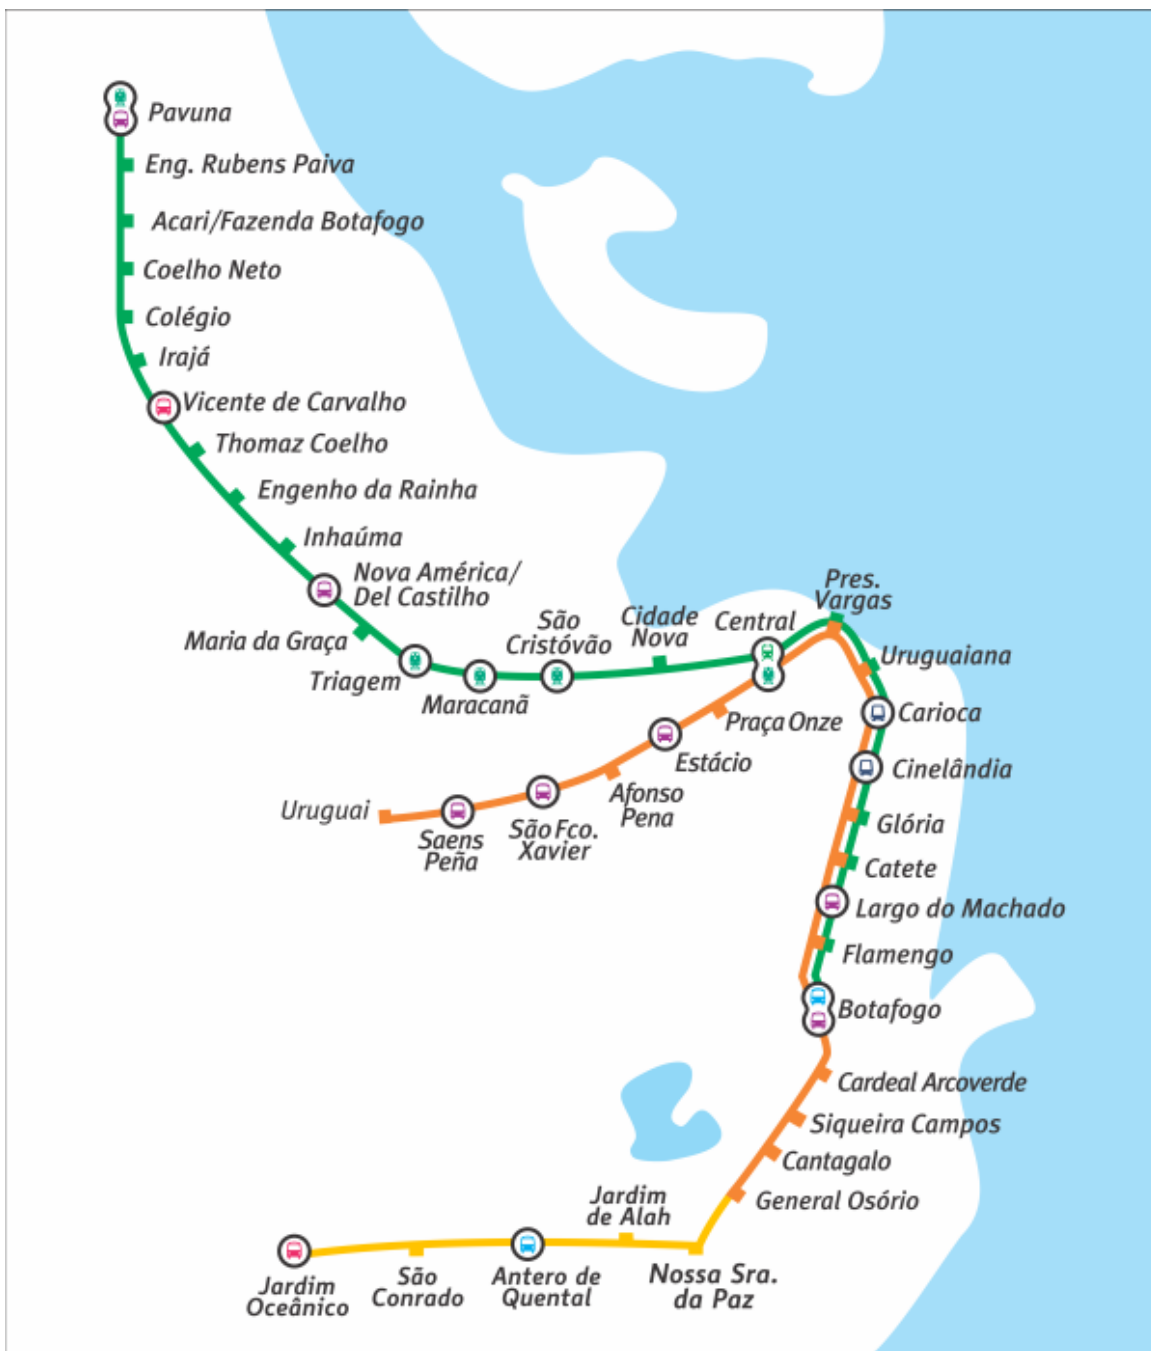 Pavuna
Eng. Rubens Paiva
Acari/Fazenda Botafogo
Coelho Neto
Colégio
Irajá
Vicente de Carvalho
Thomaz Coelho
Engenho da Rainha
Inhaúma
Nova América/
Del Castilho
Maria da Graça
Triagem
Maracanã
São
Cristóvão
Cidade
Nova
Central
Pres.
Vargas
Uruguaiana
Carioca
Cinelândia
Glória
Catete
Largo do Machado
Flamengo
Botafogo
Praça Onze
Estácio
Afonso
Pena
São Fco.
Xavier
Saens
Peña
Uruguai
Cardeal Arcoverde
Siqueira Campos
Cantagalo
General Osório
Nossa Sra.
da Paz
Jardim
de Alah
Antero de
Quental
São
Conrado
Jardim
Oceânico